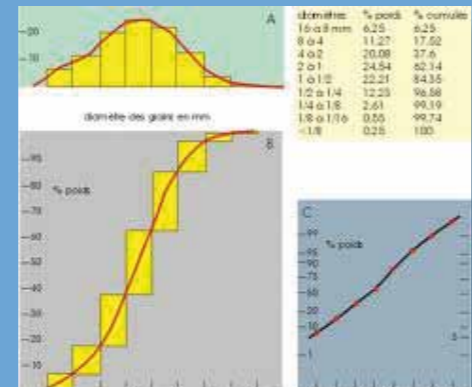 A
20
10
diamètres % poids % cumulés
16 à 8 mm 6,25 6,25
8 à 4 11,27 17,52
4 à 2 20,08 37,6
2 à 1 24,54 62,14
1 à 1/2 22,21 84,35
1/2 à 1/4 12,23 96,58
1/4 à 1/8 2,61 99,19
1/8 à 1/16 0,55 99,74
<1/8 0,25 100
diamètre des grains en mm
B
95
80
% poids
70
60
50
40
30
10
C
% poids
99
95
90
75
50
20
10
1
5